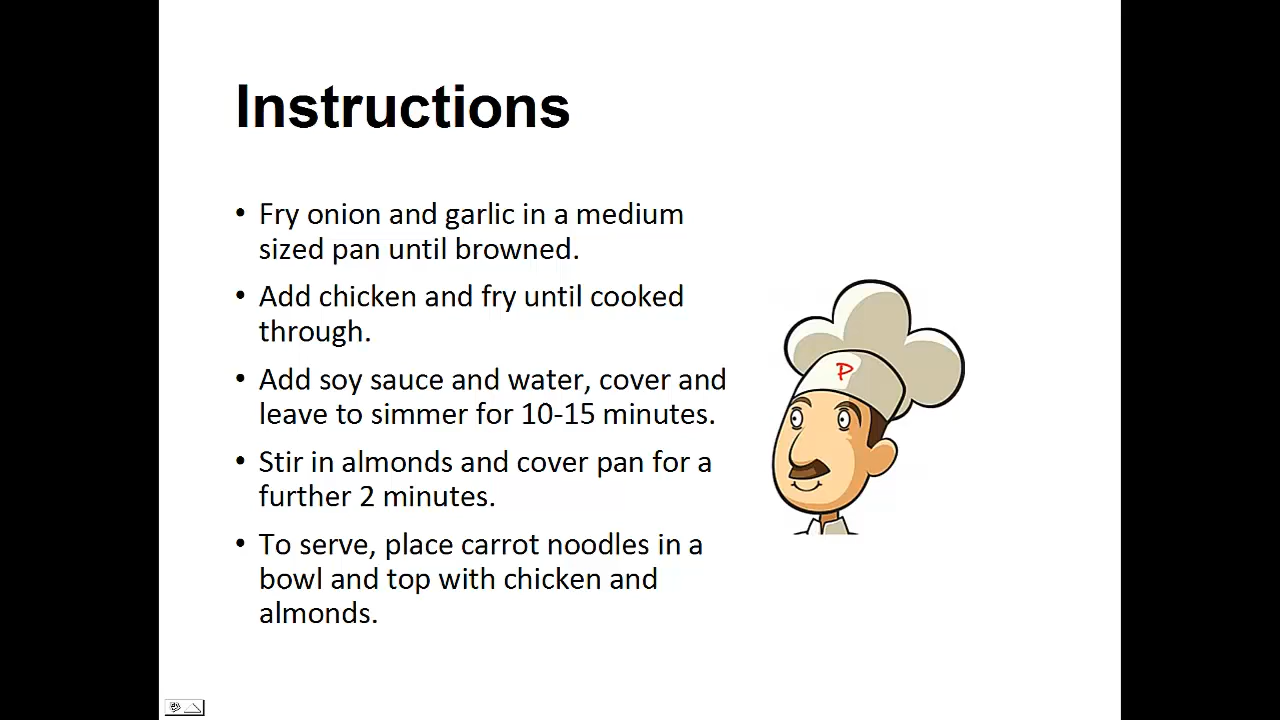 Instructions
• Fry onion and garlic in a medium
sized pan until browned.
• Add chicken and fry until cooked
through.
• Add soy sauce and water, cover and
leave to simmer for 10-15 minutes.
• Stir in almonds and cover pan for a
further 2 minutes.
• To serve, place carrot noodles in a
bowl and top with chicken and
almonds.
P